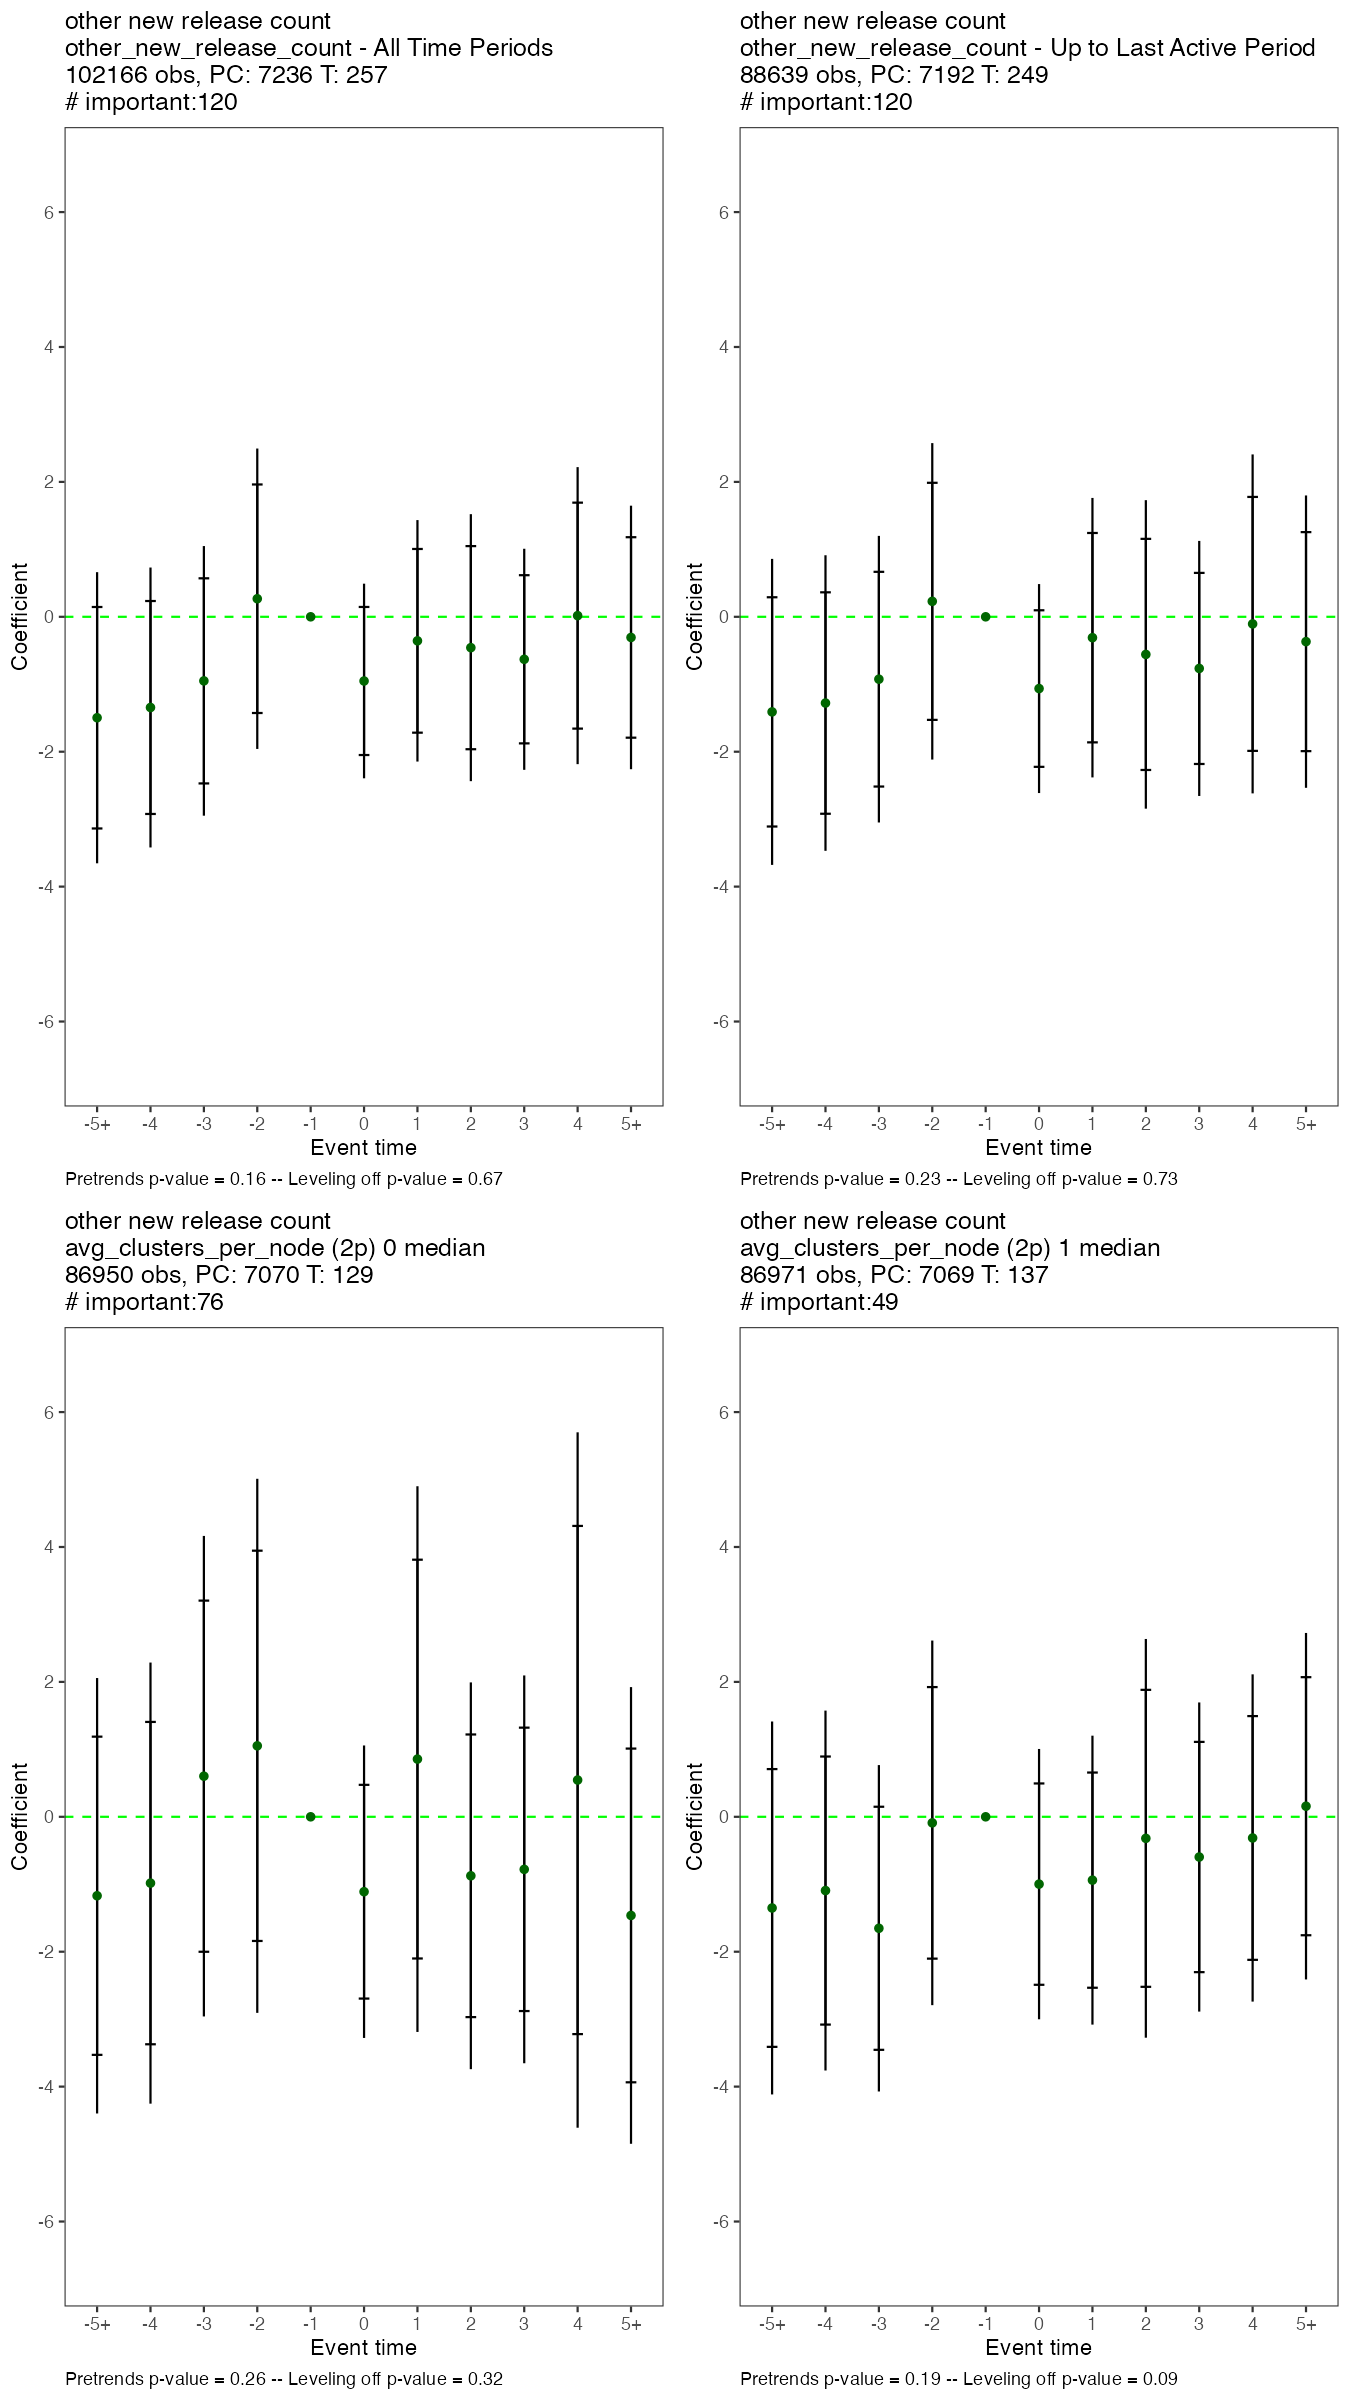 other new release count
other_new_release_count - All Time Periods
102166 obs, PC: 7236 T: 257
# important:120
6
4
2
0
-2
-4
-6
Coefficient
-5+ -4 -3 -2 -1 0 1 2 3 4 5+
Event time
Pretrends p-value = 0.16 -- Leveling off p-value = 0.67
other new release count
other_new_release_count - Up to Last Active Period
88639 obs, PC: 7192 T: 249
# important:120
6
4
2
0
-2
-4
-6
Coefficient
-5+ -4 -3 -2 -1 0 1 2 3 4 5+
Event time
Pretrends p-value = 0.23 -- Leveling off p-value = 0.73
other new release count
avg_clusters_per_node (2p) 0 median
86950 obs, PC: 7070 T: 129
# important:76
6
4
2
0
-2
-4
-6
Coefficient
-5+ -4 -3 -2 -1 0 1 2 3 4 5+
Event time
Pretrends p-value = 0.26 -- Leveling off p-value = 0.32
other new release count
avg_clusters_per_node (2p) 1 median
86971 obs, PC: 7069 T: 137
# important:49
6
4
2
0
-2
-4
-6
Coefficient
-5+ -4 -3 -2 -1 0 1 2 3 4 5+
Event time
Pretrends p-value = 0.19 -- Leveling off p-value = 0.09